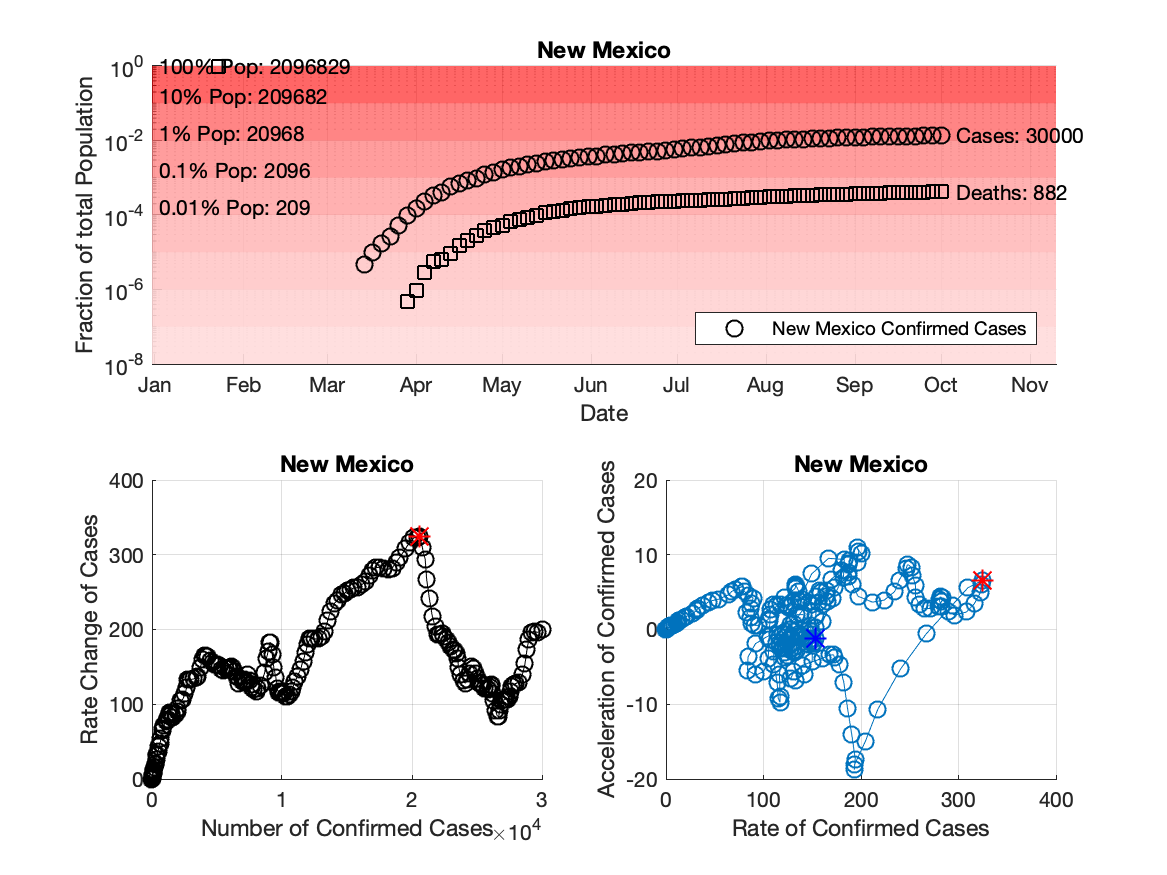 New Mexico
10^0
10^-2
10^-4
10^-6
10^-8
Fraction of total Population
100% Pop: 2096829
10% Pop: 209682
1% Pop: 20968
0.1% Pop: 2096
0.01% Pop: 209
Cases: 30000
Deaths: 882
New Mexico Confirmed Cases
Jan Feb Mar Apr May Jun Jul Aug Sep Oct Nov
Date
New Mexico
400
300
200
100
0
Rate Change of Cases
0 1 2 3
Number of Confirmed Cases ×10^4
New Mexico
20
10
0
-10
-20
Acceleration of Confirmed Cases
0 100 200 300 400
Rate of Confirmed Cases